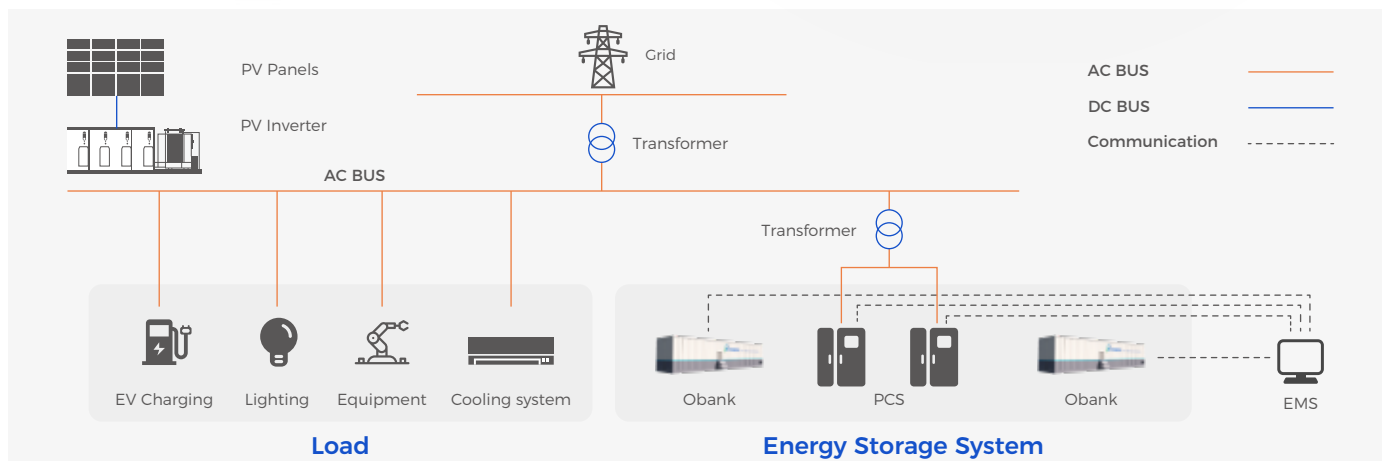 PV Panels
PV Inverter
Grid
Transformer
AC BUS
DC BUS
Communication
AC BUS
Transformer
EV Charging
Lighting
Equipment
Cooling system
Obank
PCS
Obank
EMS
Load
Energy Storage System